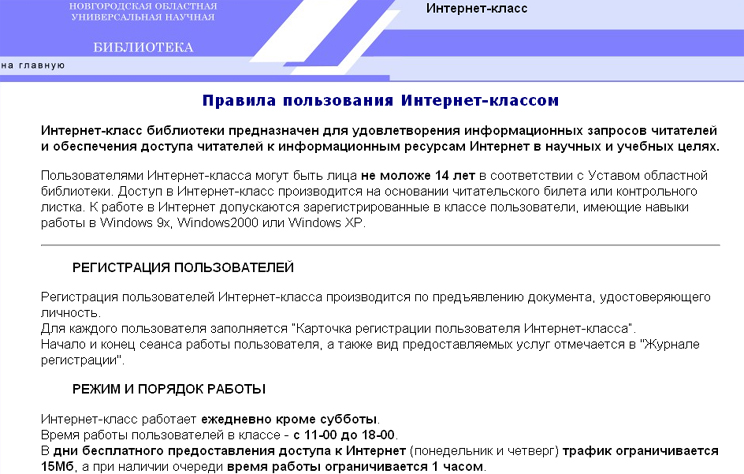 НОВГОРОДСКАЯ ОБЛАСТНАЯ
УНИВЕРСАЛЬНАЯ НАУЧНАЯ
БИБЛИОТЕКА
Интернет-класс
на главную
Правила пользования Интернет-классом
Интернет-класс библиотеки предназначен для удовлетворения информационных запросов читателей
и обеспечения доступа читателей к информационным ресурсам Интернет в научных и учебных целях.
Пользователями Интернет-класса могут быть лица не моложе 14 лет в соответствии с Уставом областной
библиотеки. Доступ в Интернет-класс производится на основании читательского билета или контрольного
листка. К работе в Интернет допускаются зарегистрированные в классе пользователи, имеющие навыки
работы в Windows 9x, Windows2000 или Windows XP.
РЕГИСТРАЦИЯ ПОЛЬЗОВАТЕЛЕЙ
Регистрация пользователей Интернет-класса производится по предъявлению документа, удостоверяющего
личность.
Для каждого пользователя заполняется "Карточка регистрации пользователя Интернет-класса".
Начало и конец сеанса работы пользователя, а также вид предоставляемых услуг отмечается в "Журнале
регистрации".
РЕЖИМ И ПОРЯДОК РАБОТЫ
Интернет-класс работает ежедневно кроме субботы.
Время работы пользователей в классе - с 11-00 до 18-00.
В дни бесплатного предоставления доступа к Интернет (понедельник и четверг) трафик ограничивается
15Мб, а при наличии очереди время работы ограничивается 1 часом.